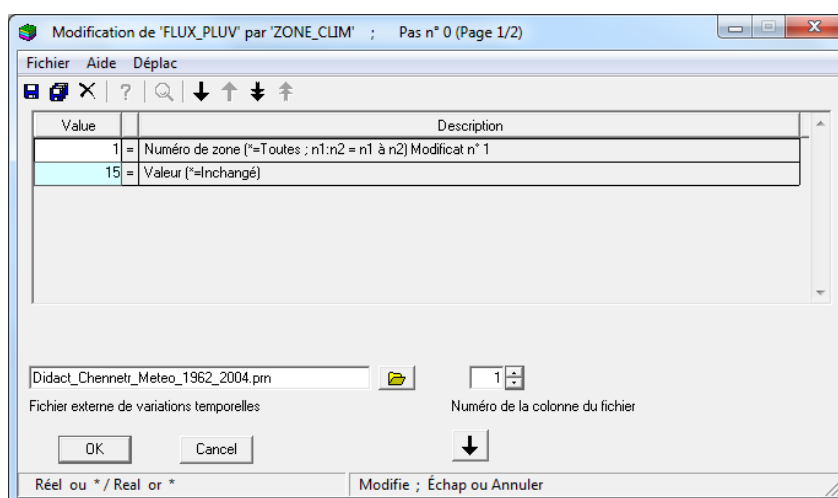 Modification de 'FLUX_PLUV' par 'ZONE_CLIM' ; Pas n° 0 (Page 1/2)
Fichier Aide Déplac
Value Description
1 = Numéro de zone (*=Toutes ; n1:n2 = n1 à n2) Modificat n° 1
15 = Valeur (*=Inchangé)
Didact_Chennetr_Meteo_1962_2004.prn 1
Fichier externe de variations temporelles Numéro de la colonne du fichier
OK Cancel
Réel ou * / Real or * Modifie ; Échap ou Annuler